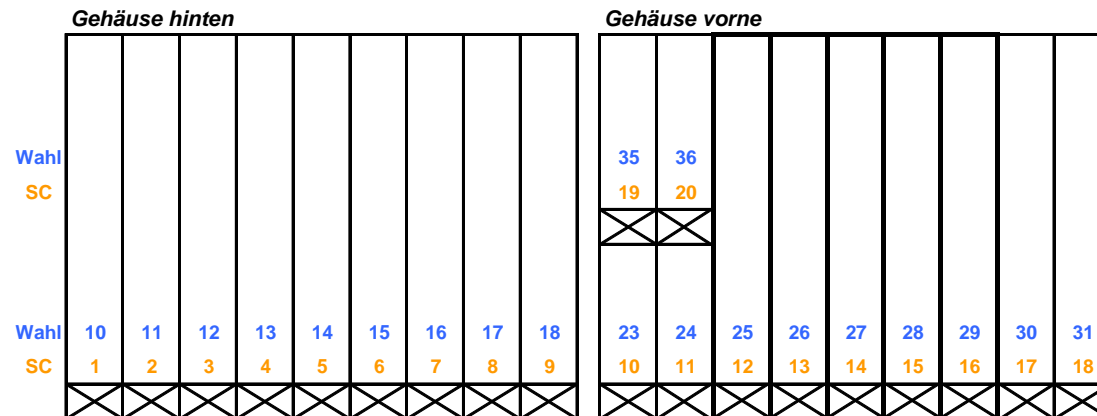 Gehäuse hinten Gehäuse vorne
Wahl 35 36
SC 19 20
Wahl 10 11 12 13 14 15 16 17 18 23 24 25 26 27 28 29 30 31
SC 1 2 3 4 5 6 7 8 9 10 11 12 13 14 15 16 17 18